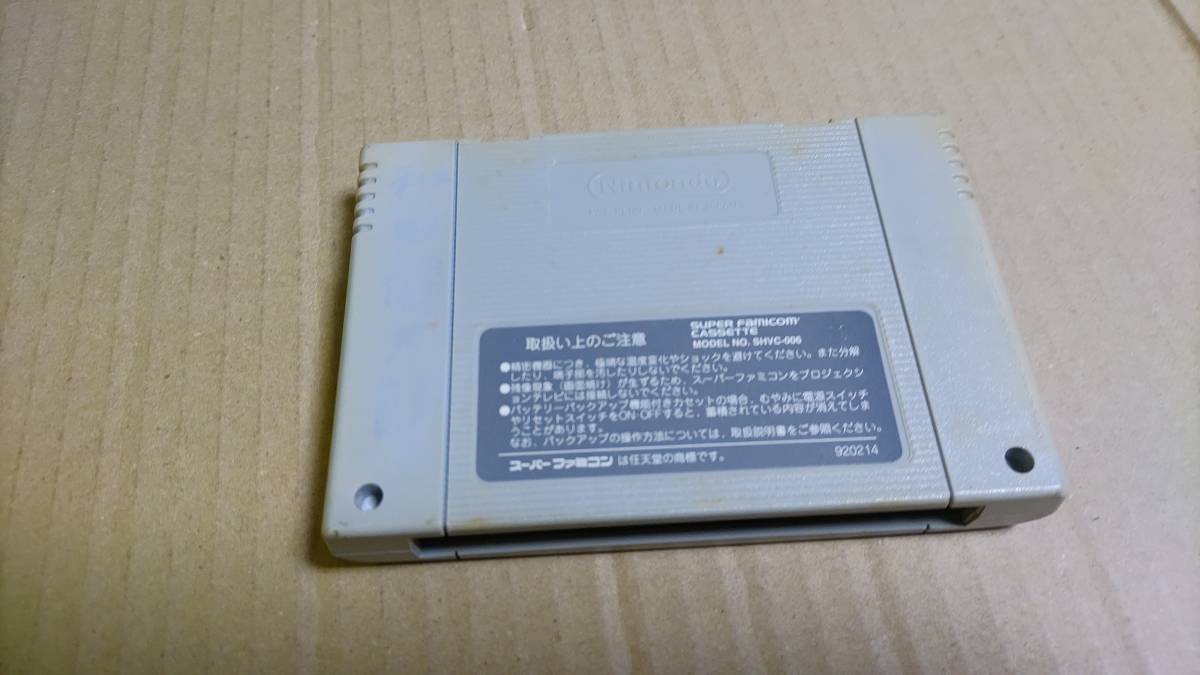 Nintendo
取扱い上のご注意
SUPER FAMICOM
CASSETTE
MODEL NO. SHVC-006
●精密機器につき、極端な温度変化やショックを避けてください。また分解
したり、端子部に方したりしないでください。
●残像現象(画面焼け)が生ずるため、スーパーファミコンをプロジェクシ
ョンテレビには接続しないでください。
●バッテリーバックアップ機能付きカセットの場合、むやみに電源スイッチ
やリセットスイッチをON・OFFすると、蓄積されている内容が消えてしま
うことがあります。
なお、バックアップの操作方法については、取扱説明書をご参照ください。
スーパーファミコンは任天堂の商標です。
920214